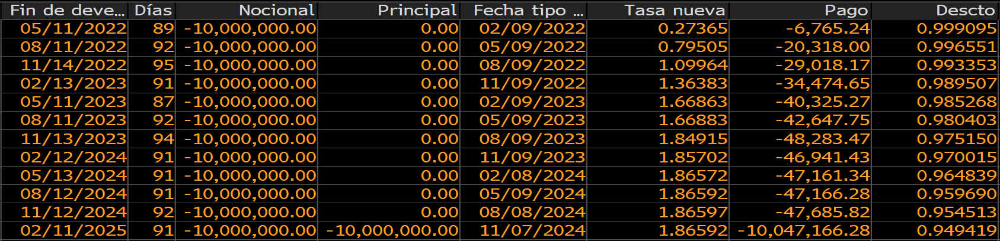 Fin de deve... Días Nocional Principal Fecha tipo ... Tasa nueva Pago Descto
05/11/2022 89 -10,000,000.00 0.00 02/09/2022 0.27365 -6,765.24 0.999095
08/11/2022 92 -10,000,000.00 0.00 05/09/2022 0.79505 -20,318.00 0.996551
11/14/2022 95 -10,000,000.00 0.00 08/09/2022 1.09964 -29,018.17 0.993353
02/13/2023 91 -10,000,000.00 0.00 11/09/2022 1.36383 -34,474.65 0.989507
05/11/2023 87 -10,000,000.00 0.00 02/09/2023 1.66863 -40,325.27 0.985268
08/11/2023 92 -10,000,000.00 0.00 05/09/2023 1.66883 -42,647.75 0.980403
11/13/2023 94 -10,000,000.00 0.00 08/09/2023 1.84915 -48,283.47 0.975150
02/12/2024 91 -10,000,000.00 0.00 11/09/2023 1.85702 -46,941.43 0.970015
05/13/2024 91 -10,000,000.00 0.00 02/08/2024 1.86572 -47,161.34 0.964839
08/12/2024 91 -10,000,000.00 0.00 05/09/2024 1.86592 -47,166.28 0.959690
11/12/2024 92 -10,000,000.00 0.00 08/08/2024 1.86597 -47,685.82 0.954513
02/11/2025 91 -10,000,000.00 -10,000,000.00 11/07/2024 1.86592 -10,047,166.28 0.949419